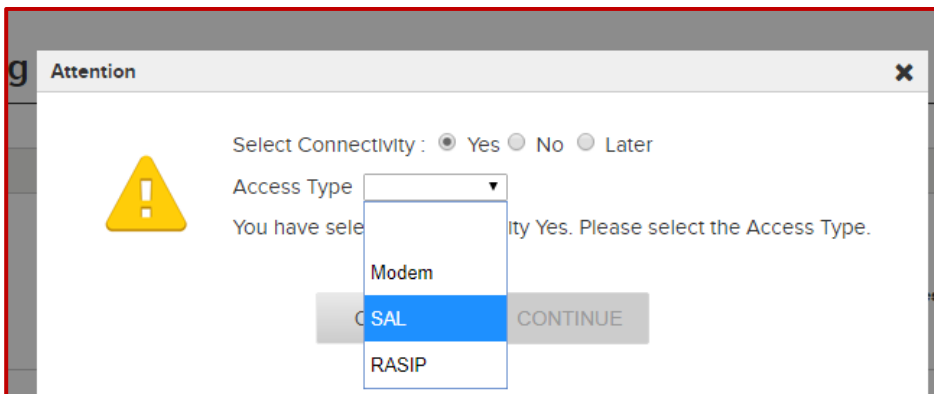 g
Attention
Select Connectivity : Yes No Later
Access Type
You have sele ity Yes. Please select the Access Type.
Modem
C SAL CONTINUE
RASIP